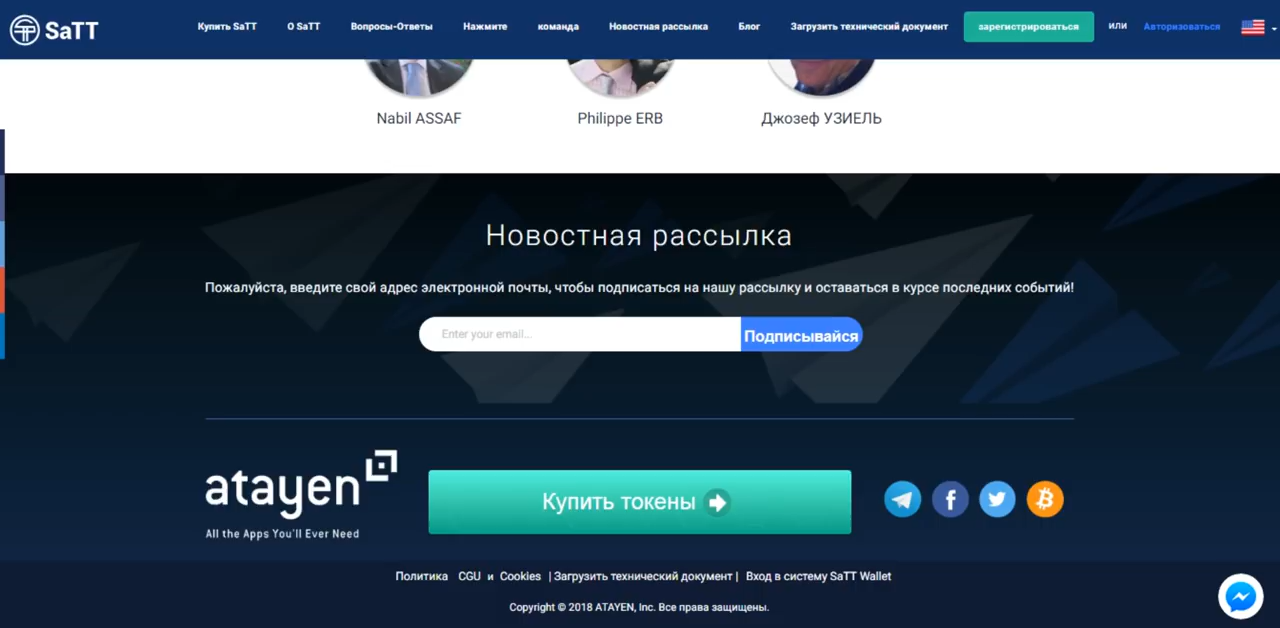 SaTT
Купить SaTT О SaTT Вопросы-Ответы Нажмите команда Новостная рассылка Блог Загрузить технический документ зарегистрироваться или Авторизоваться
Nabil ASSAF Philippe ERB Джозеф УЗИЕЛЬ
Новостная рассылка
Пожалуйста, введите свой адрес электронной почты, чтобы подписаться на нашу рассылку и оставаться в курсе последних событий!
Enter your email... Подписывайся
atayen
All the Apps You'll Ever Need
Купить токены
Политика CGU и Cookies | Загрузить технический документ | Вход в систему SaTT Wallet
Copyright © 2018 ATAYEN, Inc. Все права защищены.